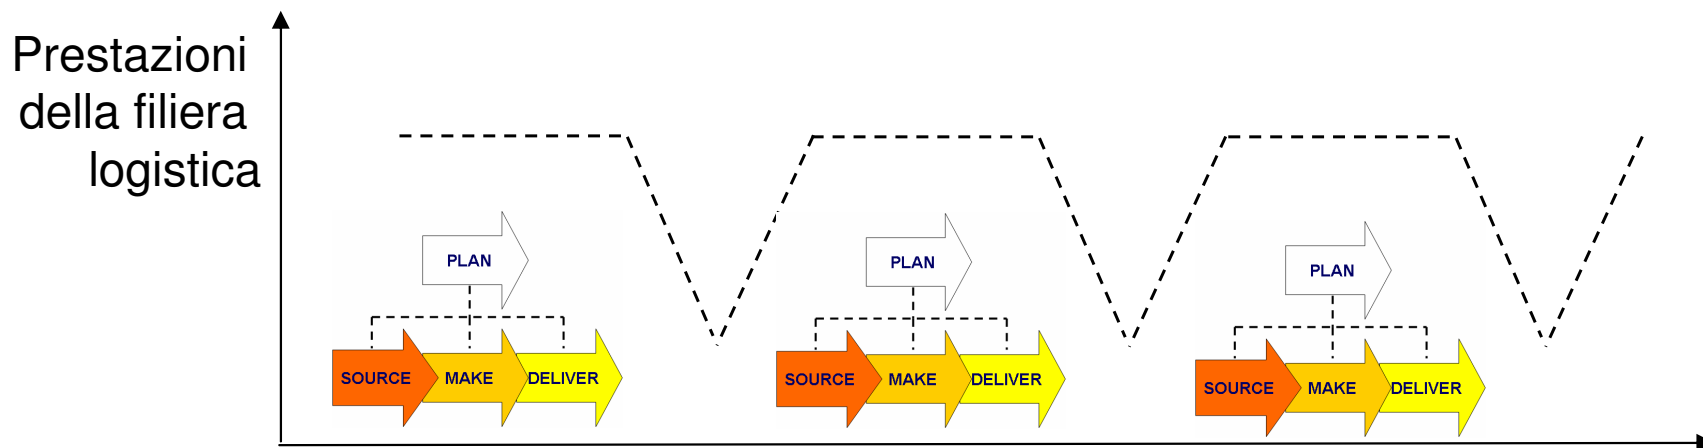 Prestazioni
della filiera
logistica
PLAN
SOURCE MAKE DELIVER
PLAN
SOURCE MAKE DELIVER
PLAN
SOURCE MAKE DELIVER